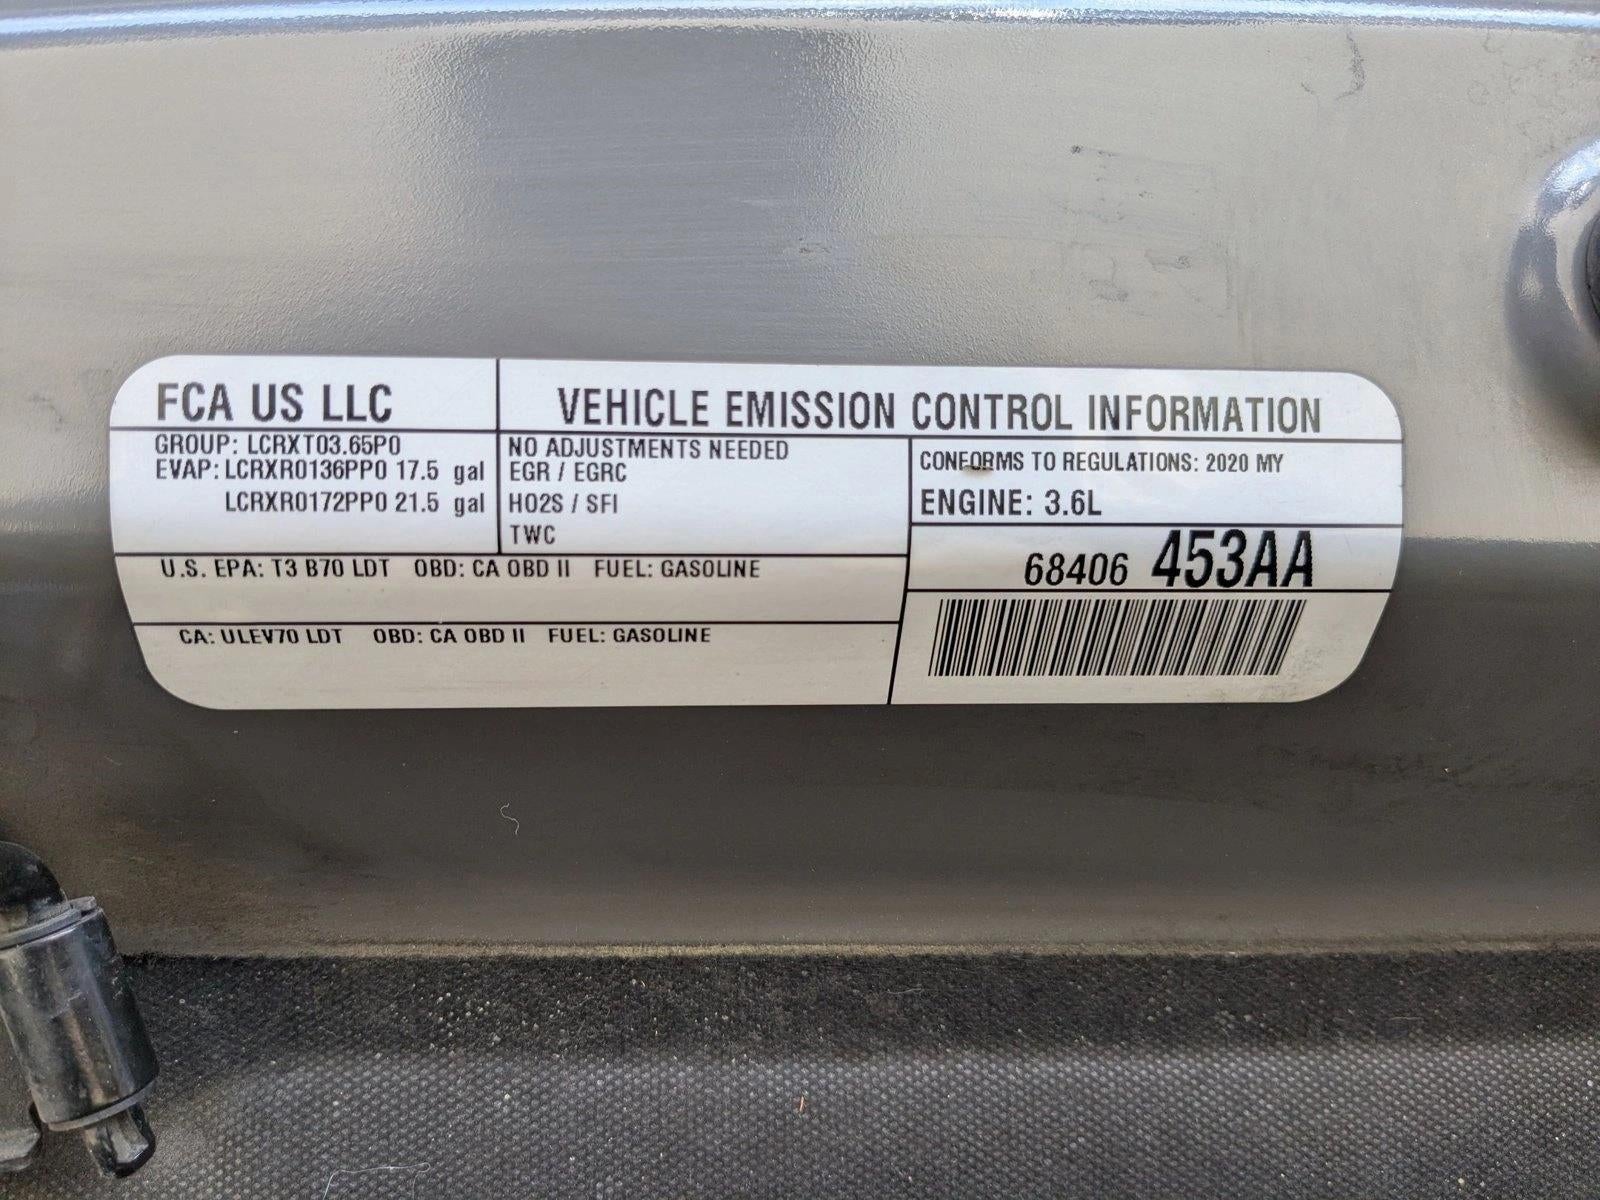 FCA US LLC
VEHICLE EMISSION CONTROL INFORMATION
GROUP: LCRXT03.65P0
EVAP: LCRXR0136PP0 17.5 gal
LCRXR0172PP0 21.5 gal
NO ADJUSTMENTS NEEDED
EGR / EGRC
HO2S / SFI
TWC
CONFORMS TO REGULATIONS: 2020 MY
ENGINE: 3.6L
68406 453AA
U.S. EPA: T3 B70 LDT OBD: CA OBD II FUEL: GASOLINE
CA: ULEV70 LDT OBD: CA OBD II FUEL: GASOLINE